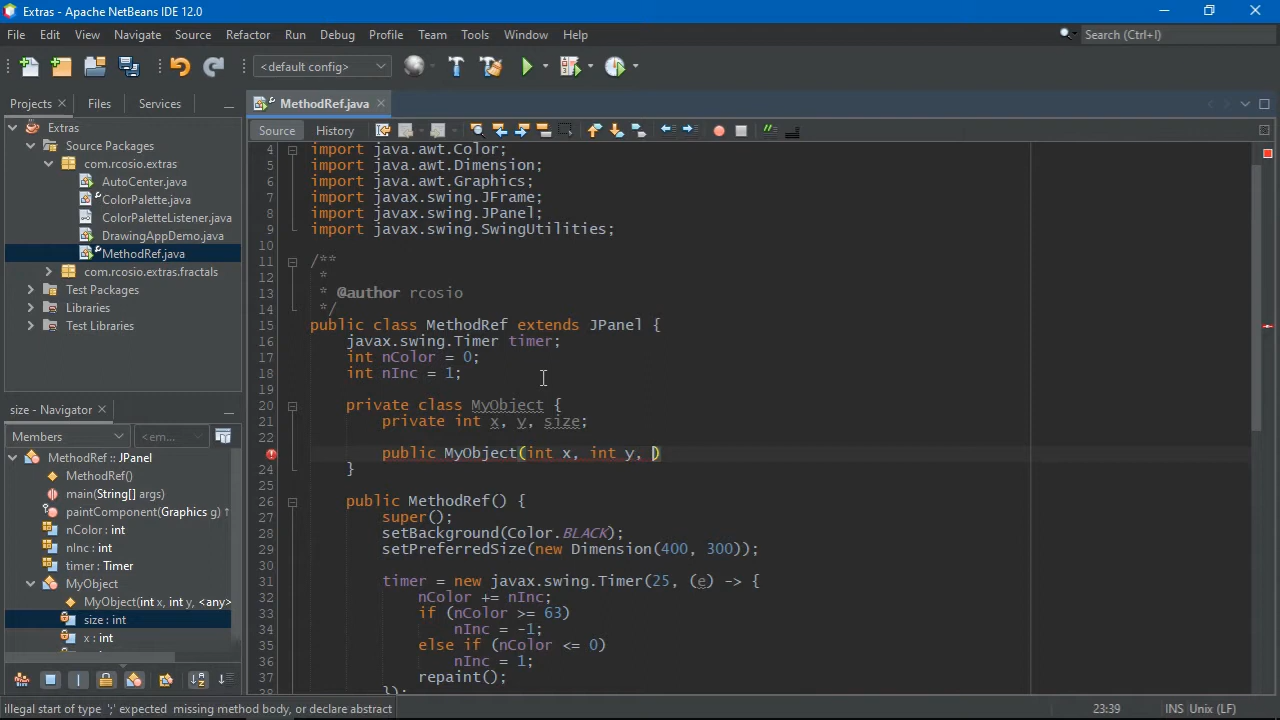 Extras - Apache NetBeans IDE 12.0
File Edit View Navigate Source Refactor Run Debug Profile Team Tools Window Help
Search (Ctrl+I)
<default config>
Projects Files Services
MethodRef.java
Source History
Extras
Source Packages
com.rcosio.extras
AutoCenter.java
ColorPalette.java
ColorPaletteListener.java
DrawingAppDemo.java
MethodRef.java
com.rcosio.extras.fractals
Test Packages
Libraries
Test Libraries
size - Navigator
Members
<em...
MethodRef :: JPanel
MethodRef()
main(String[] args)
paintComponent(Graphics g) ↑
nColor : int
nInc : int
timer : Timer
MyObject
MyObject(int x, int y, <any>
size : int
x : int
4 import java.awt.Color;
5 import java.awt.Dimension;
6 import java.awt.Graphics;
7 import javax.swing.JFrame;
8 import javax.swing.JPanel;
9 import javax.swing.SwingUtilities;
10
11 /**
12 *
13 * @author rcosio
14 */
15 public class MethodRef extends JPanel {
16 javax.swing.Timer timer;
17 int nColor = 0;
18 int nInc = 1;
19
20 private class MyObject {
21 private int x, y, size;
22
public MyObject(int x, int y, )
24 }
25
26 public MethodRef() {
27 super();
28 setBackground(Color.BLACK);
29 setPreferredSize(new Dimension(400, 300));
30
31 timer = new javax.swing.Timer(25, (e) -> {
32 nColor += nInc;
33 if (nColor >= 63)
34 nInc = -1;
35 else if (nColor <= 0)
36 nInc = 1;
37 repaint();
38 });
illegal start of type ';' expected missing method body, or declare abstract
23:39 INS Unix (LF)